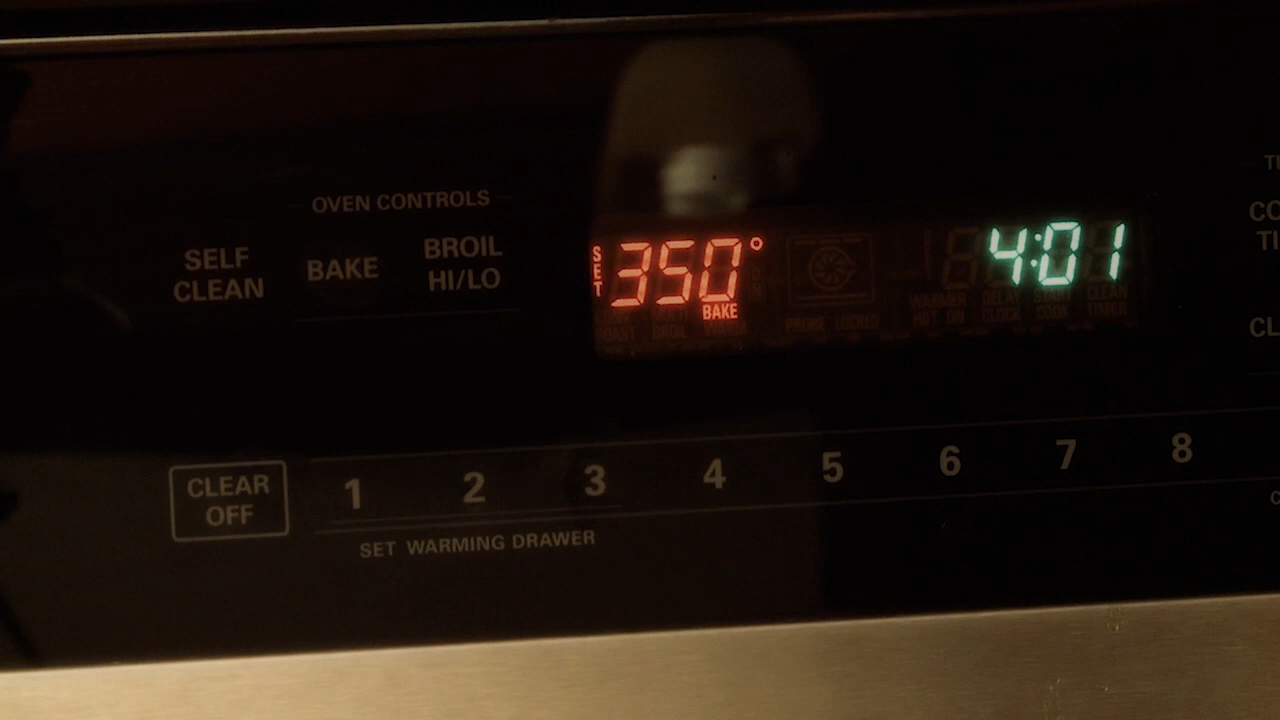 OVEN CONTROLS
SELF CLEAN
BAKE
BROIL HI/LO
SET
350°
BAKE
4:01
PROBE LOCKED
WARMER HOT ON
DELAY CLOCK
START COOK
CLEAN TIMER
CLEAR OFF
1 2 3 4 5 6 7 8
SET WARMING DRAWER